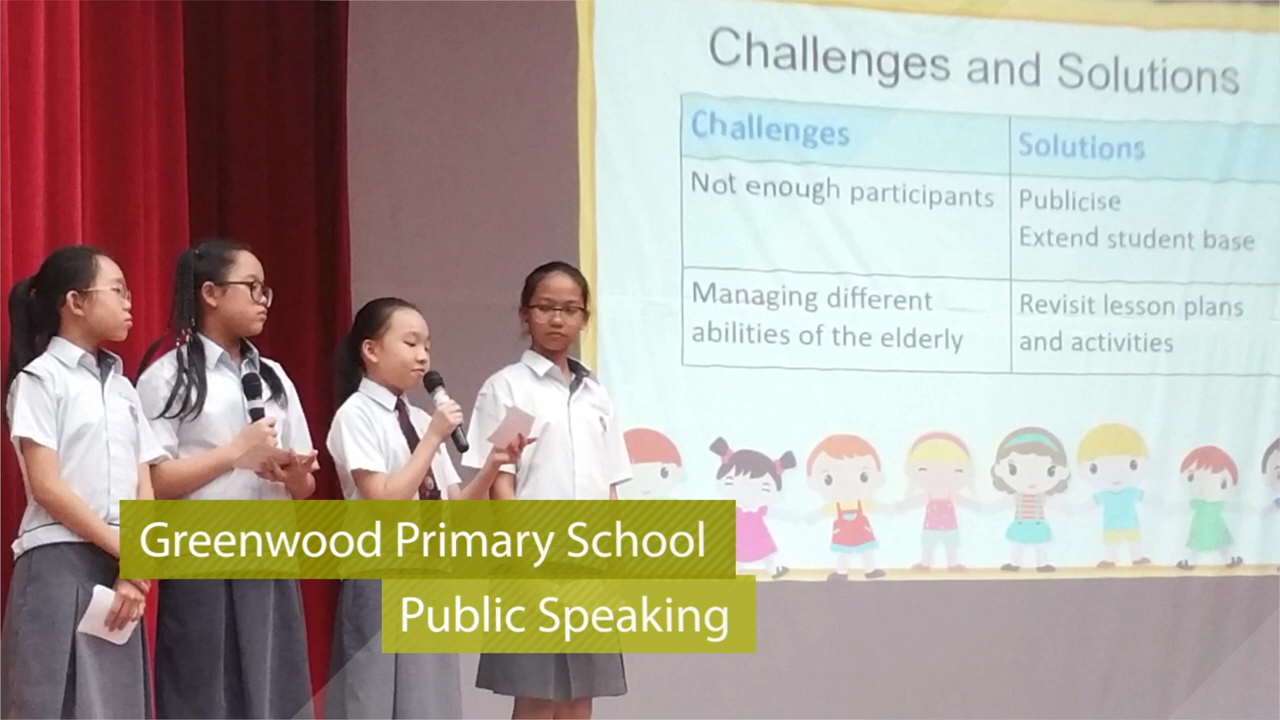 Challenges and Solutions
Challenges
Solutions
Not enough participants
Publicise
Extend student base
Managing different
abilities of the elderly
Revisit lesson plans
and activities
Greenwood Primary School
Public Speaking